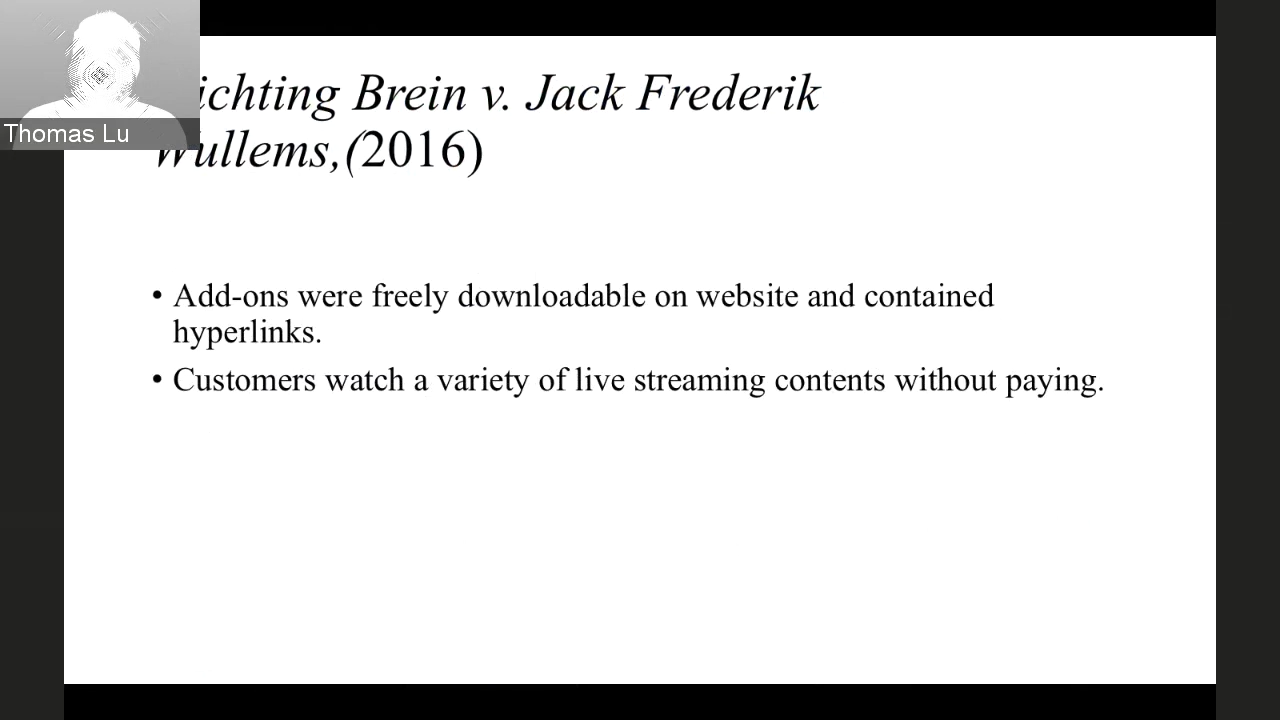 Thomas Lu
ichting Brein v. Jack Frederik
Wullems,(2016)
• Add-ons were freely downloadable on website and contained
hyperlinks.
• Customers watch a variety of live streaming contents without paying.